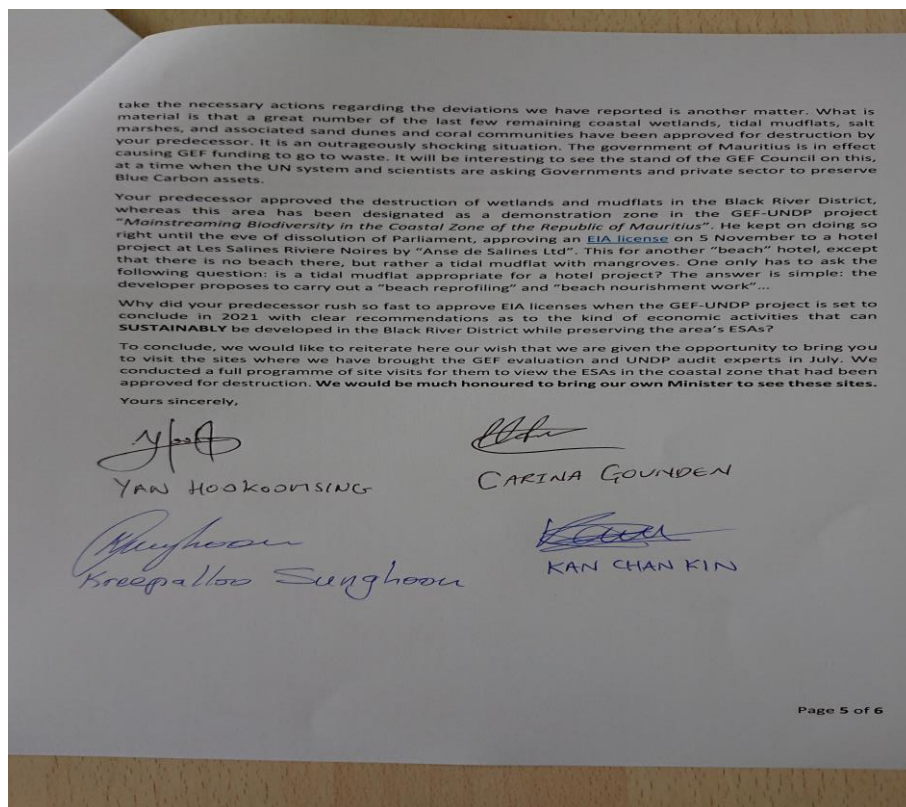 take the necessary actions regarding the deviations we have reported is another matter. What is
material is that a great number of the last few remaining coastal wetlands, tidal mudflats, salt
marshes, and associated sand dunes and coral communities have been approved for destruction by
your predecessor. It is an outrageously shocking situation. The government of Mauritius is in effect
causing GEF funding to go to waste. It will be interesting to see the stand of the GEF Council on this,
at a time when the UN system and scientists are asking Governments and private sector to preserve
Blue Carbon assets.
Your predecessor approved the destruction of wetlands and mudflats in the Black River District,
whereas this area has been designated as a demonstration zone in the GEF-UNDP project
"Mainstreaming Biodiversity in the Coastal Zone of the Republic of Mauritius". He kept on doing so
right until the eve of dissolution of Parliament, approving an EIA license on 5 November to a hotel
project at Les Salines Riviere Noires by "Anse de Salines Ltd". This for another "beach" hotel, except
that there is no beach there, but rather a tidal mudflat with mangroves. One only has to ask the
following question: is a tidal mudflat appropriate for a hotel project? The answer is simple: the
developer proposes to carry out a "beach reprofiling" and "beach nourishment work"...
Why did your predecessor rush so fast to approve EIA licenses when the GEF-UNDP project is set to
conclude in 2021 with clear recommendations as to the kind of economic activities that can
SUSTAINABLY be developed in the Black River District while preserving the area's ESAs?
To conclude, we would like to reiterate here our wish that we are given the opportunity to bring you
to visit the sites where we have brought the GEF evaluation and UNDP audit experts in July. We
conducted a full programme of site visits for them to view the ESAs in the coastal zone that had been
approved for destruction. We would be much honoured to bring our own Minister to see these sites.
Yours sincerely,
YAN HOOKOOMSING
CARINA GOUNDEN
Kreepalloo Sunghoon
KAN CHAN KIN
Page 5 of 6